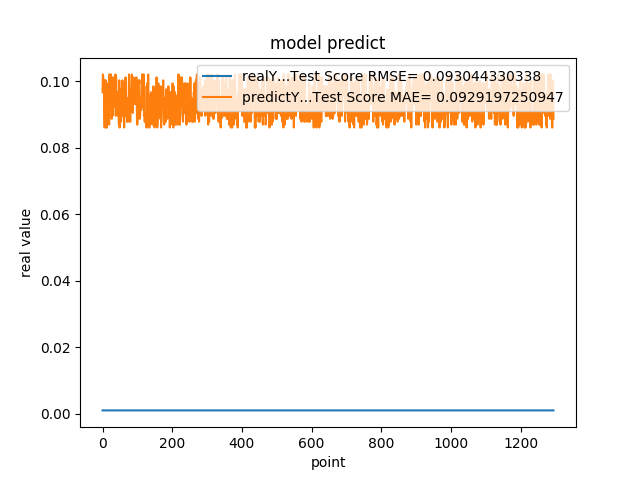 model predict
realY...Test Score RMSE= 0.093044330338
predictY...Test Score MAE= 0.0929197250947
0.10
0.08
0.06
0.04
0.02
0.00
real value
0 200 400 600 800 1000 1200
point